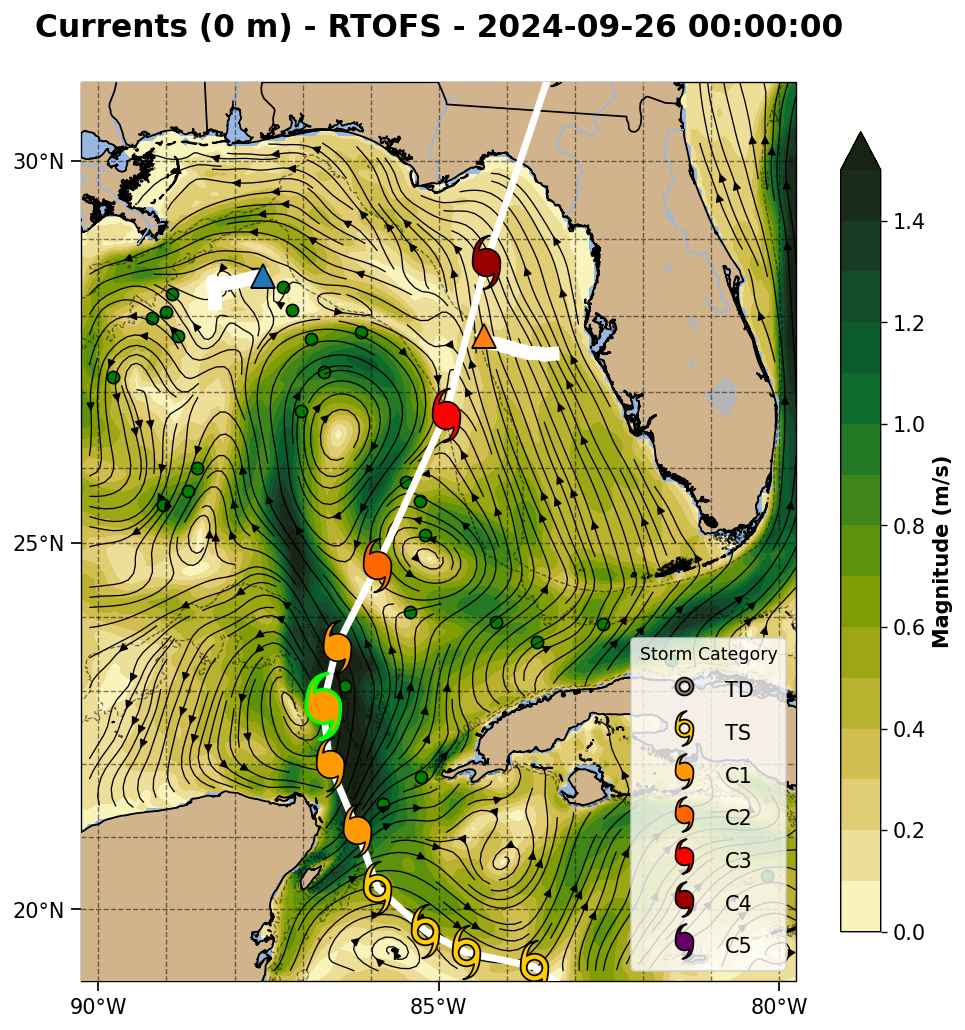 Currents (0 m) - RTOFS - 2024-09-26 00:00:00
30°N
25°N
20°N
90°W
85°W
80°W
Storm Category
TD
TS
C1
C2
C3
C4
C5
1.4
1.2
1.0
0.8
0.6
0.4
0.2
0.0
Magnitude (m/s)